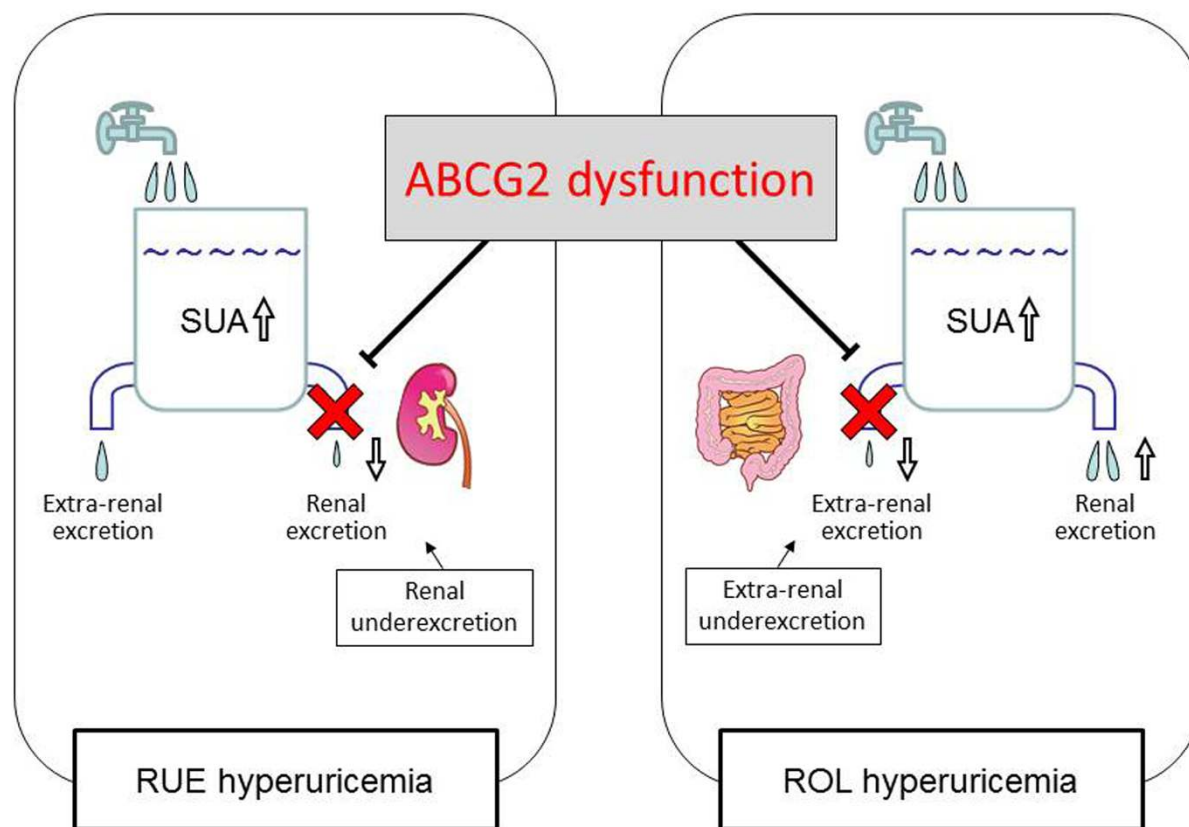 ABCG2 dysfunction
SUA
Extra-renal
excretion
Renal
excretion
Renal
underexcretion
RUE hyperuricemia
SUA
Extra-renal
excretion
Renal
excretion
Extra-renal
underexcretion
ROL hyperuricemia